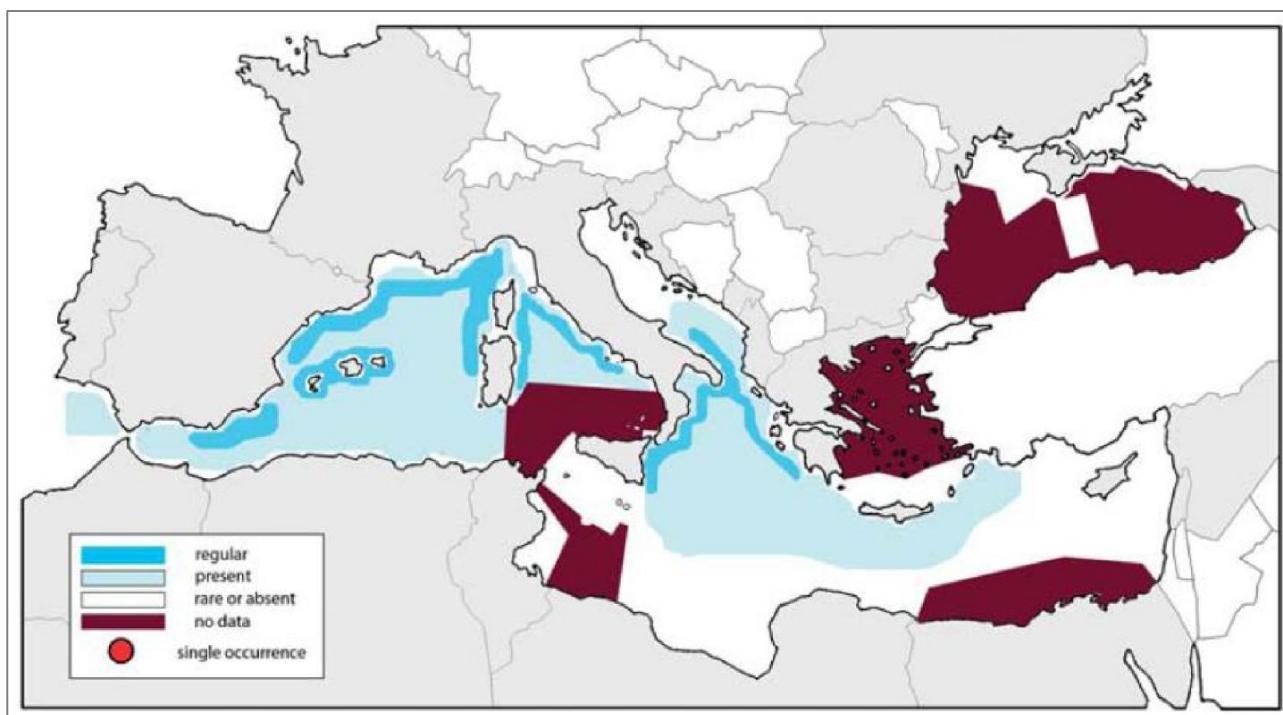 regular
present
rare or absent
no data
single occurrence